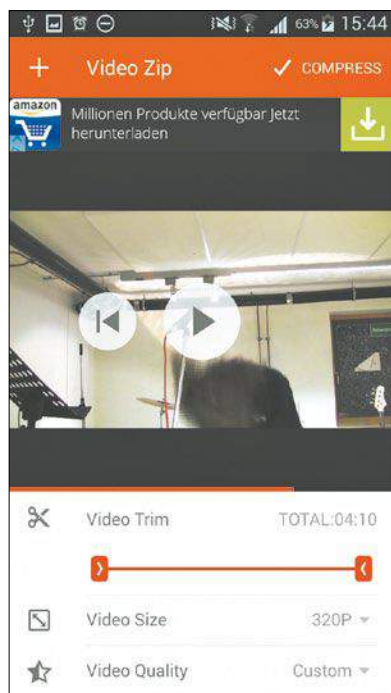 63% 15:44
+ Video Zip ✓ COMPRESS
amazon
Millionen Produkte verfügbar Jetzt
herunterladen
Video Trim TOTAL:04:10
Video Size 320P
Video Quality Custom